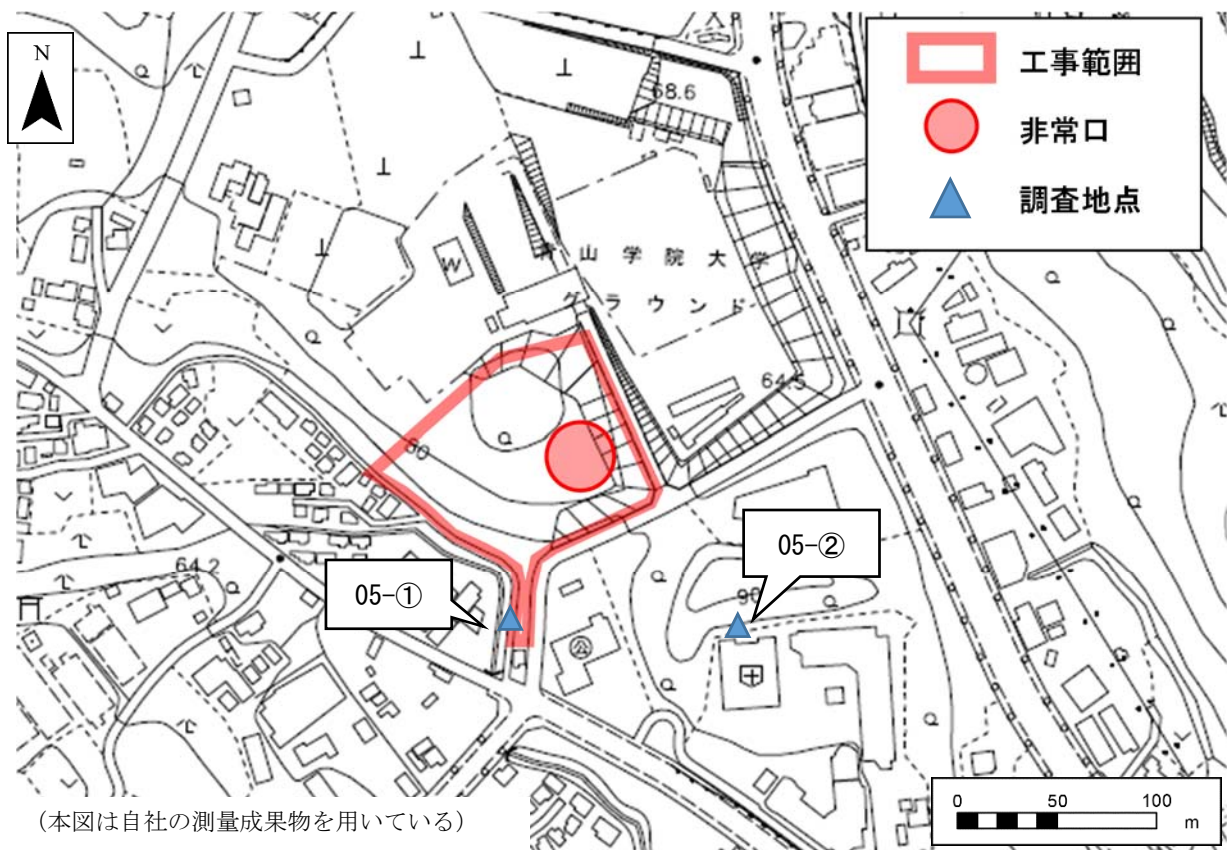 N
工事範囲
非常口
調査地点
68.6
山学院大学
グラウンド
W
64.5
60
05-①
05-②
90
64.2
公
(本図は自社の測量成果物を用いている)
0 50 100
m